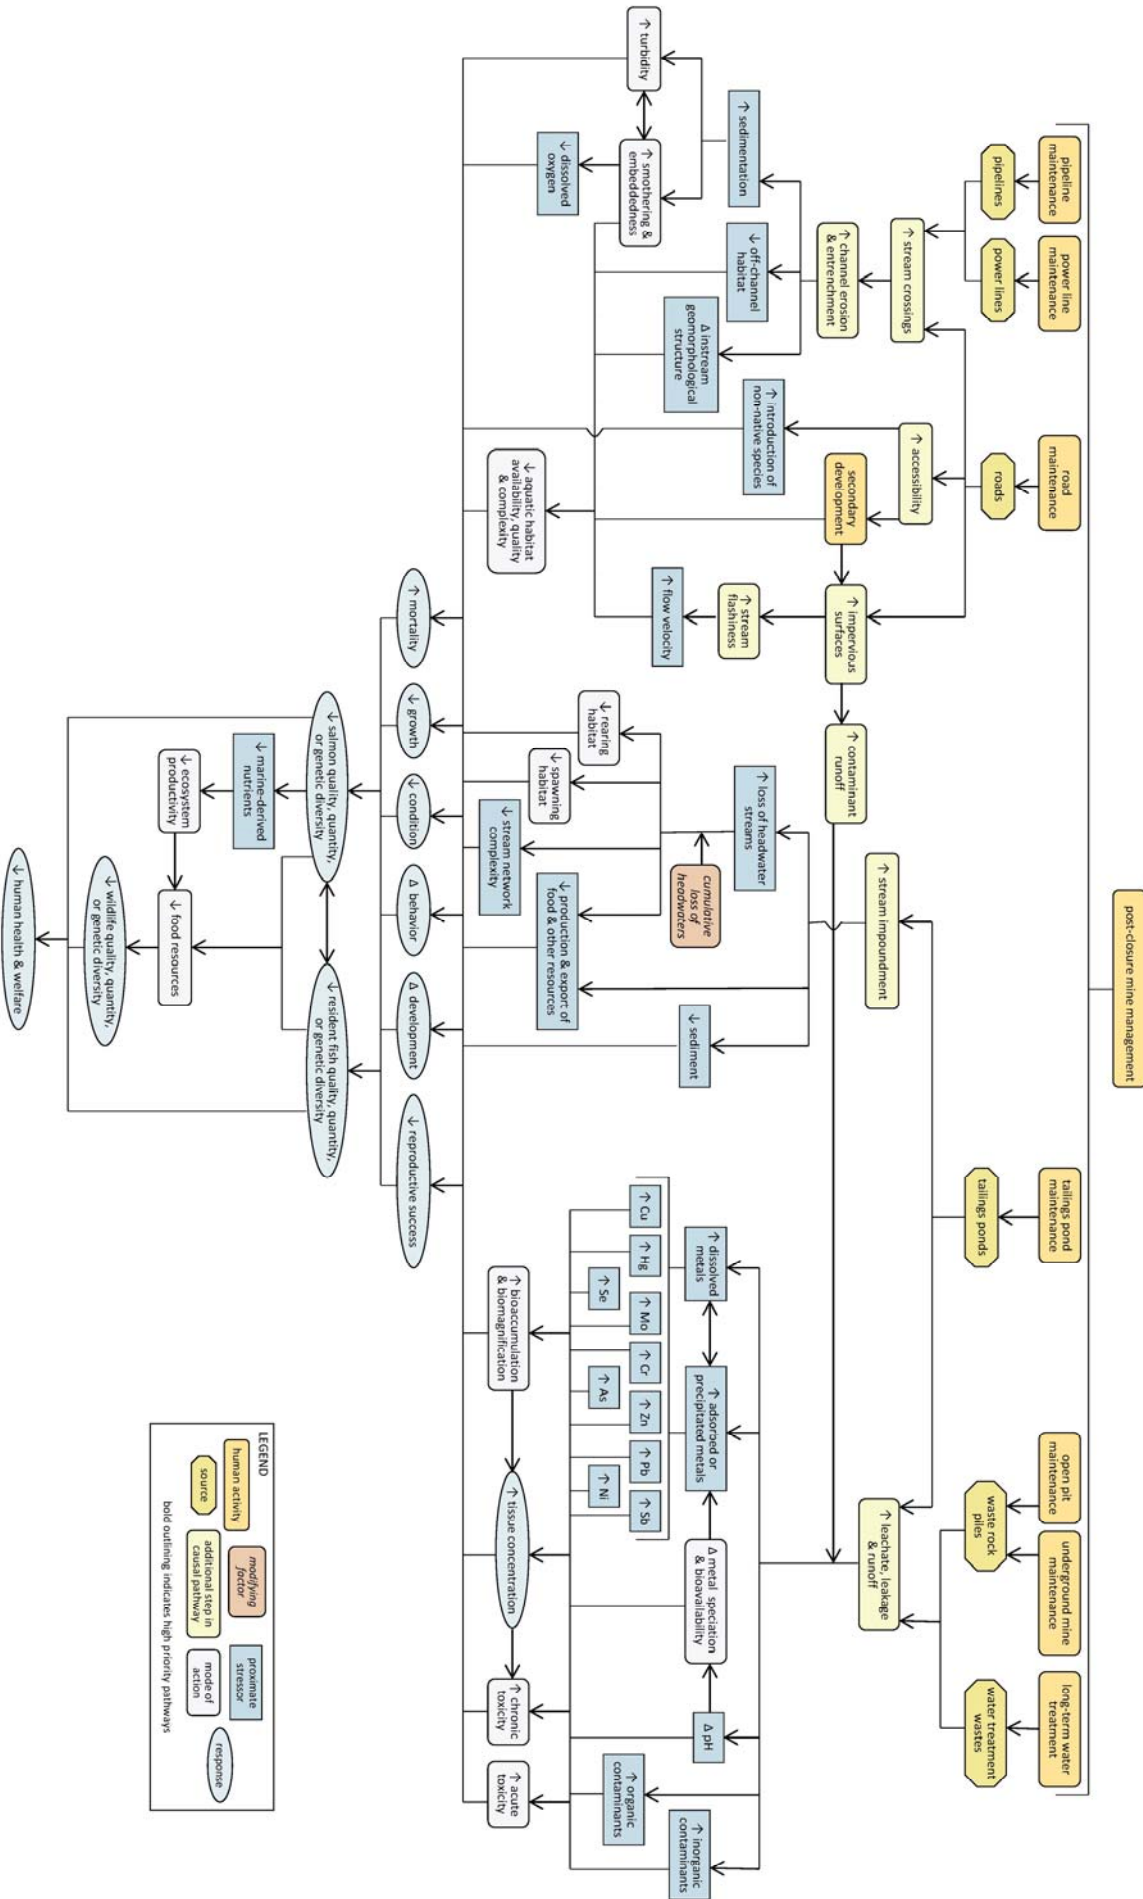 post-closure mine management
pipeline
maintenance
power line
maintenance
road
maintenance
tailings pond
maintenance
open pit
maintenance
underground mine
maintenance
long-term water
treatment
pipelines
power lines
roads
tailings ponds
waste rock
piles
water treatment
wastes
↑ stream crossings
↑ accessibility
↑ stream impoundment
↑ leachate, leakage
& runoff
↑ channel erosion
& entrenchment
secondary
development
↑ impervious
surfaces
↑ contaminant
runoff
↑ sedimentation
↓ off-channel
habitat
Δ instream
geomorphological
structure
↑ introduction of
non-native species
↑ stream
flashiness
↑ flow velocity
↑ loss of headwater
streams
cumulative
loss of
headwaters
↓ sediment
↑ dissolved
metals
↑ adsorbed or
precipitated metals
Δ metal speciation
& bioavailability
Δ pH
↑ inorganic
contaminants
↑ organic
contaminants
↑ turbidity
↑ smothering &
embeddedness
↓ dissolved
oxygen
↓ rearing
habitat
↓ spawning
habitat
↓ stream network
complexity
↓ production & export of
food & other resources
↑ Cu
↑ Hg
↑ Se
↑ Mo
↑ Cr
↑ As
↑ Zn
↑ Pb
↑ Ni
↑ Sb
↓ aquatic habitat
availability, quality
& complexity
↑ bioaccumulation
& biomagnification
↑ tissue concentration
↑ chronic
toxicity
↑ acute
toxicity
↑ mortality
↓ growth
↓ condition
Δ behavior
Δ development
↓ reproductive success
↓ salmon quality, quantity,
or genetic diversity
↓ resident fish quality, quantity,
or genetic diversity
↓ marine-derived
nutrients
↓ ecosystem
productivity
↓ food resources
↓ wildlife quality, quantity,
or genetic diversity
↓ human health & welfare
LEGEND
human activity
source
modifying
factor
additional step in
causal pathway
proximate
stressor
mode of
action
response
bold outlining indicates high priority pathways